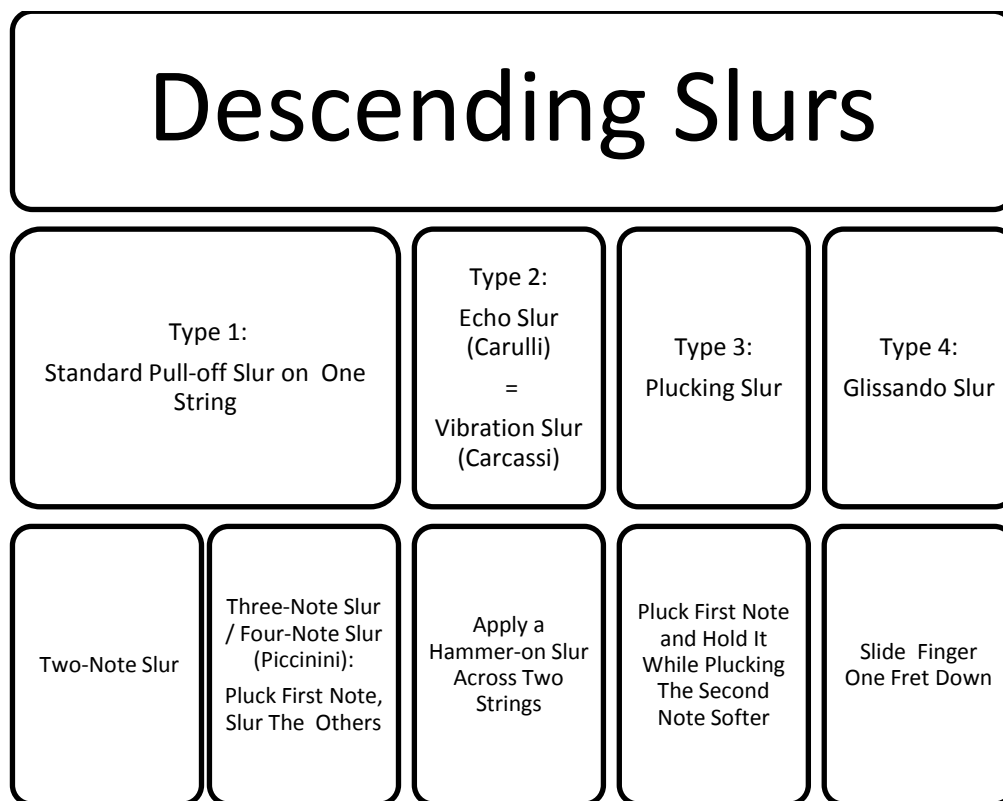 Descending Slurs
Type 1:
Standard Pull-off Slur on One
String
Type 2:
Echo Slur
(Carulli)
=
Vibration Slur
(Carcassi)
Type 3:
Plucking Slur
Type 4:
Glissando Slur
Two-Note Slur
Three-Note Slur
/ Four-Note Slur
(Piccinini):
Pluck First Note,
Slur The Others
Apply a
Hammer-on Slur
Across Two
Strings
Pluck First Note
and Hold It
While Plucking
The Second
Note Softer
Slide Finger
One Fret Down